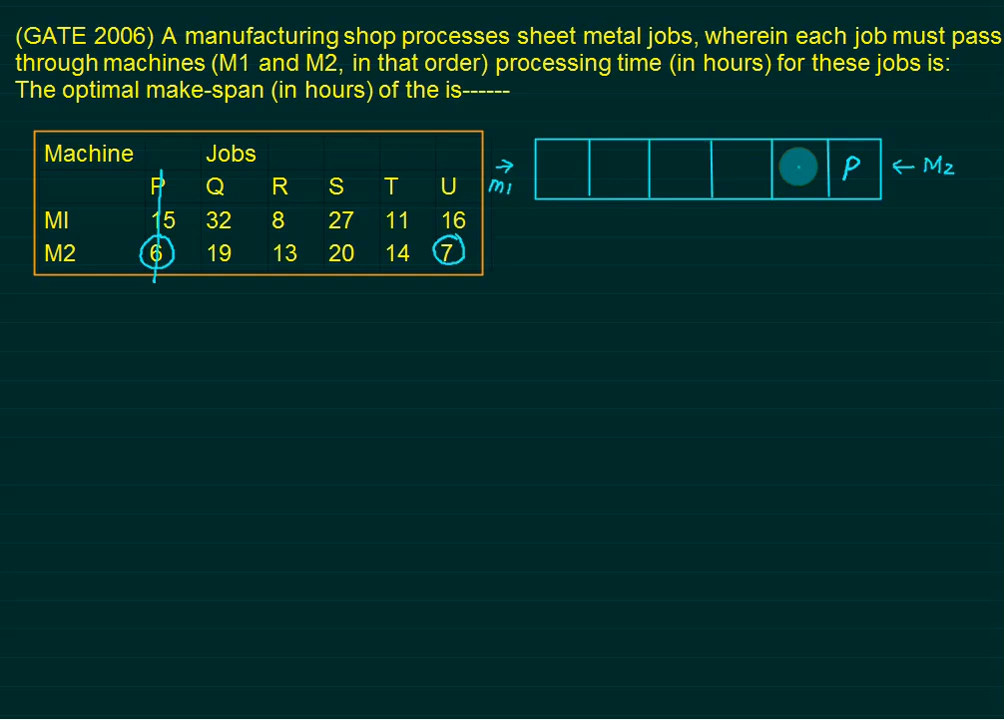 (GATE 2006) A manufacturing shop processes sheet metal jobs, wherein each job must pass
through machines (M1 and M2, in that order) processing time (in hours) for these jobs is:
The optimal make-span (in hours) of the is------
Machine Jobs
P Q R S T U
MI 15 32 8 27 11 16
M2 6 19 13 20 14 7
→ m1
P ← M2